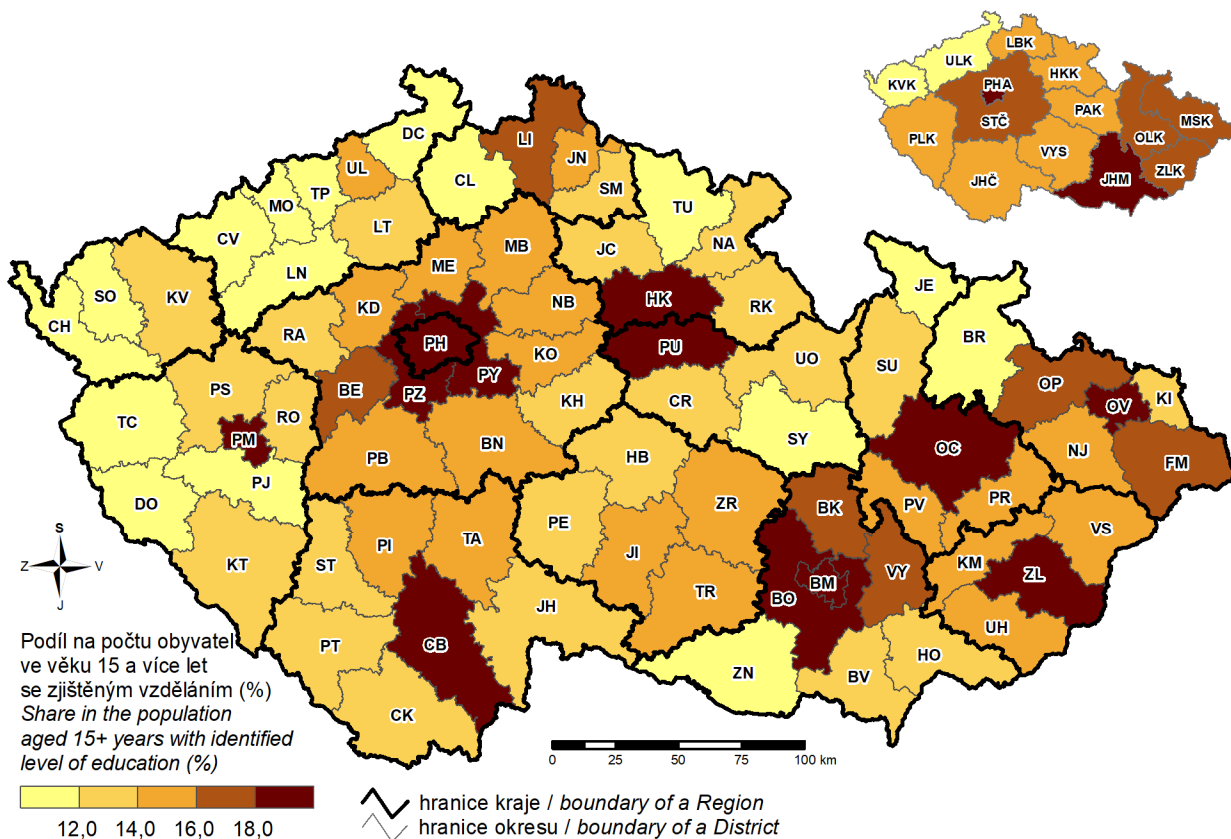 LBK
ULK
HKK
KVK
PHA
PAK
STČ
MSK
OLK
PLK
VYS
ZLK
JHČ
JHM
DC
LI
JN
UL
CL
SM
TP
MO
TU
LT
CV
MB
NA
JC
ME
LN
JE
SO
KV
KD
NB
HK
RK
CH
RA
BR
PH
PU
UO
SU
KO
PY
OP
BE
PZ
PS
KI
OV
RO
KH
CR
TC
PM
SY
OC
NJ
PB
BN
HB
FM
PJ
PR
DO
ZR
BK
PV
VS
PE
PI
TA
JI
KT
ST
KM
VY
ZL
BM
TR
BO
JH
UH
PT
CB
HO
ZN
BV
CK
S
Z V
J
Podíl na počtu obyvatel
ve věku 15 a více let
se zjištěným vzděláním (%)
Share in the population
aged 15+ years with identified
level of education (%)
12,0 14,0 16,0 18,0
0 25 50 75 100 km
hranice kraje / boundary of a Region
hranice okresu / boundary of a District